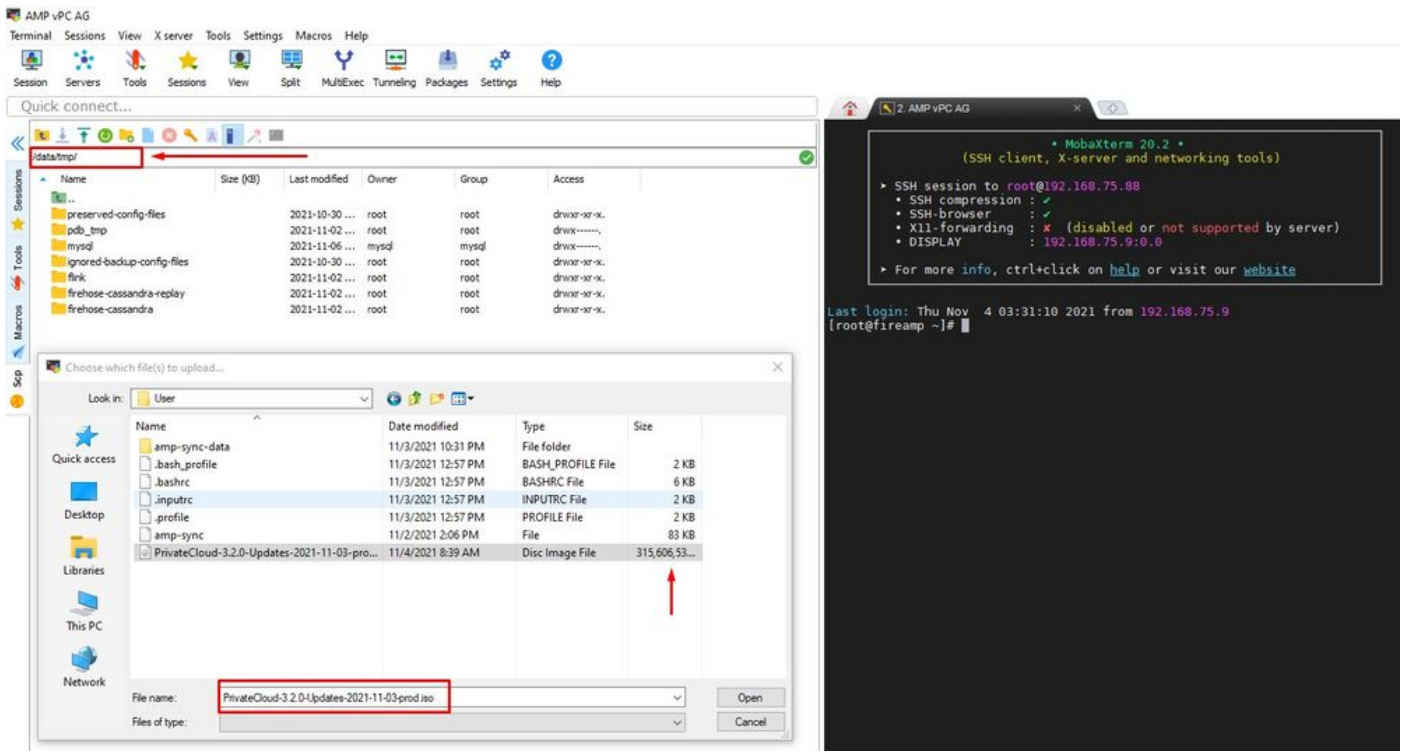 AMP vPC AG
Terminal Sessions View X server Tools Settings Macros Help
Session Servers Tools Sessions View Split MultiExec Tunneling Packages Settings Help
Quick connect...
2. AMP vPC AG
/data/tmp/
Name Size (KB) Last modified Owner Group Access
..
preserved-config-files 2021-10-30 ... root root drwxr-xr-x.
pdb_tmp 2021-11-02 ... root root drwx------.
mysql 2021-11-06 ... mysql mysql drwx------.
ignored-backup-config-files 2021-10-30 ... root root drwxr-xr-x.
flink 2021-11-02 ... root root drwxr-xr-x.
firehose-cassandra-replay 2021-11-02 ... root root drwxr-xr-x.
firehose-cassandra 2021-11-02 ... root root drwxr-xr-x.
Sessions
Tools
Macros
Scp
Choose which file(s) to upload...
Look in: User
Name Date modified Type Size
amp-sync-data 11/3/2021 10:31 PM File folder
.bash_profile 11/3/2021 12:57 PM BASH_PROFILE File 2 KB
.bashrc 11/3/2021 12:57 PM BASHRC File 6 KB
.inputrc 11/3/2021 12:57 PM INPUTRC File 2 KB
.profile 11/3/2021 12:57 PM PROFILE File 2 KB
amp-sync 11/2/2021 2:06 PM File 83 KB
PrivateCloud-3.2.0-Updates-2021-11-03-pro... 11/4/2021 8:39 AM Disc Image File 315,606,53...
Quick access
Desktop
Libraries
This PC
Network
File name: PrivateCloud-3.2.0-Updates-2021-11-03-prod.iso Open
Files of type: Cancel
• MobaXterm 20.2 •
(SSH client, X-server and networking tools)
➤ SSH session to root@192.168.75.88
• SSH compression : ✔
• SSH-browser : ✔
• X11-forwarding : ✘ (disabled or not supported by server)
• DISPLAY : 192.168.75.9:0.0
➤ For more info, ctrl+click on help or visit our website
Last login: Thu Nov 4 03:31:10 2021 from 192.168.75.9
[root@fireamp ~]#